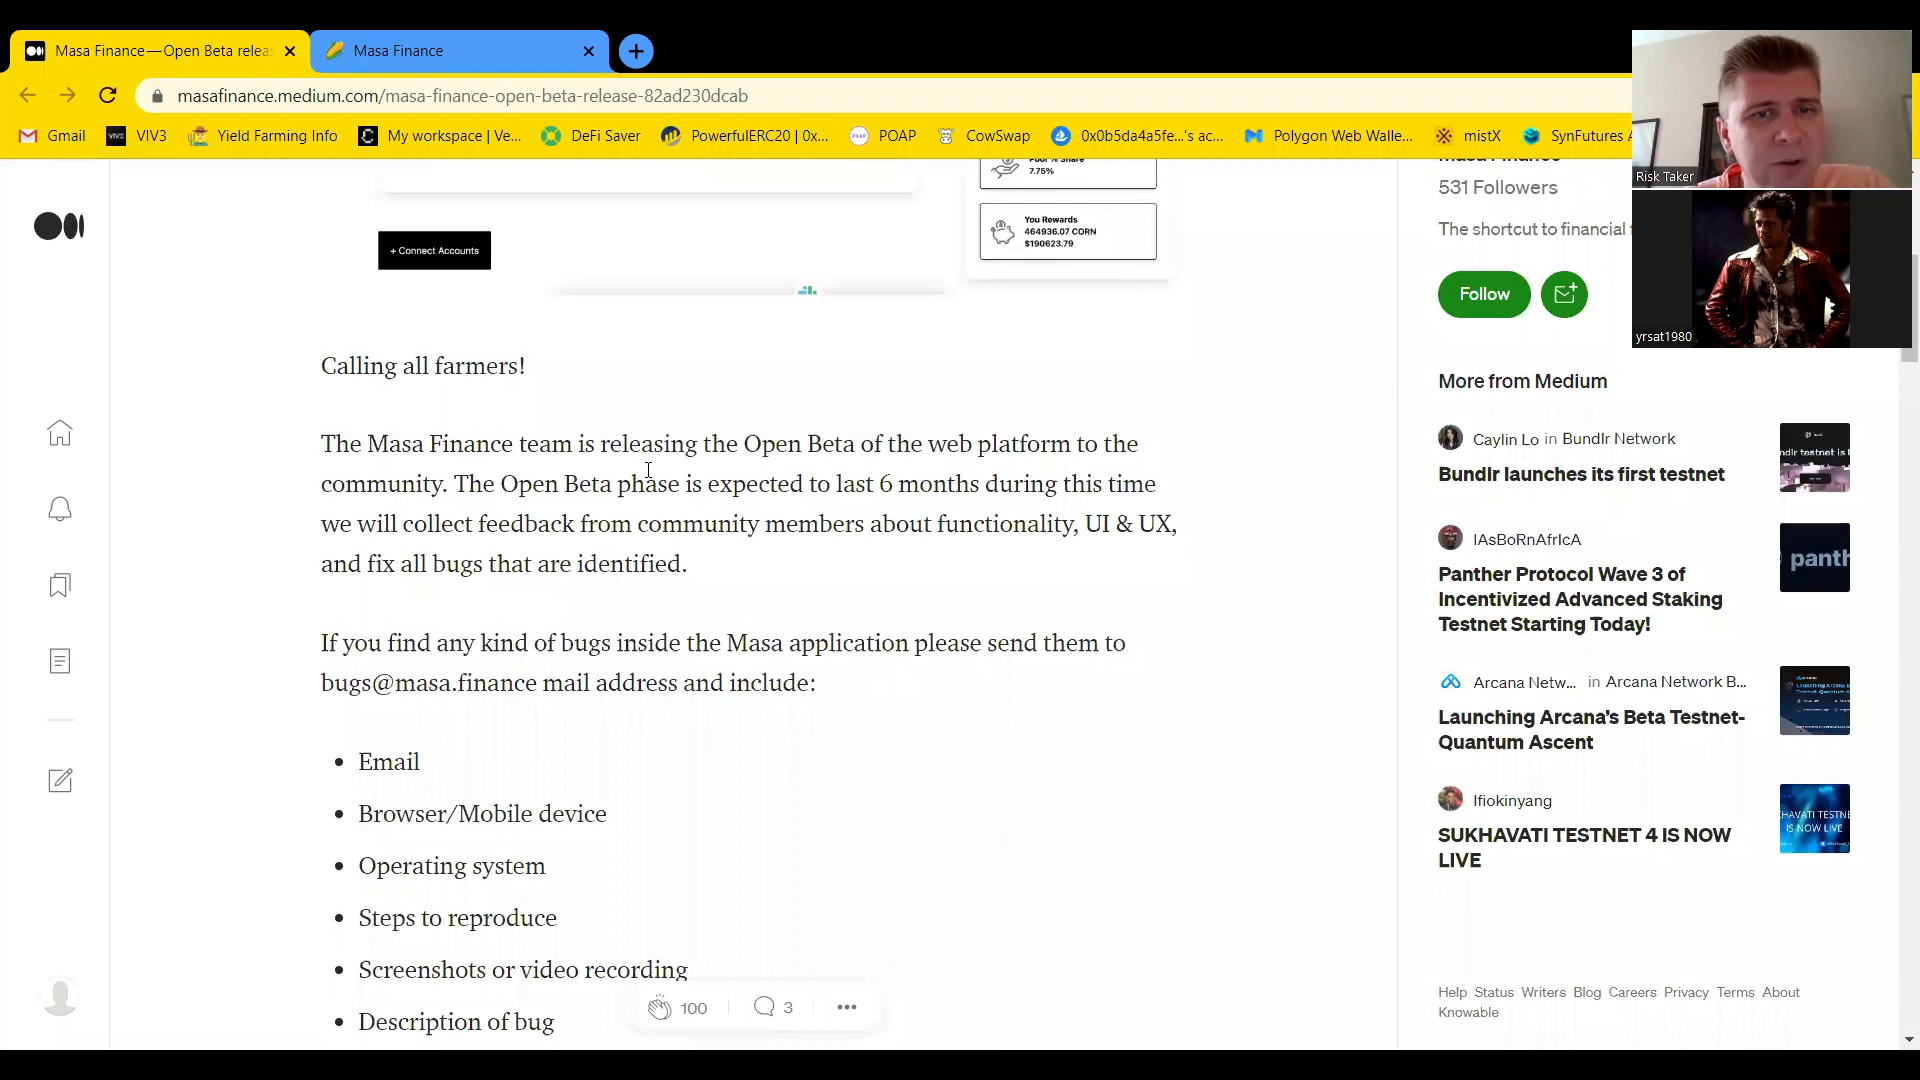 Masa Finance — Open Beta relea
Masa Finance
masafinance.medium.com/masa-finance-open-beta-release-82ad230dcab
Gmail
VIV3
Yield Farming Info
My workspace | Ve...
DeFi Saver
PowerfulERC20 | 0x...
POAP
CowSwap
0x0b5da4a5fe...'s ac...
Polygon Web Walle...
mistX
SynFutures
Risk Taker
yrsat1980
Pool % Share
7.75%
You Rewards
464936.07 CORN
$190623.79
+ Connect Accounts
Masa Finance
531 Followers
The shortcut to financial
Follow
Calling all farmers!
The Masa Finance team is releasing the Open Beta of the web platform to the
community. The Open Beta phase is expected to last 6 months during this time
we will collect feedback from community members about functionality, UI & UX,
and fix all bugs that are identified.
If you find any kind of bugs inside the Masa application please send them to
bugs@masa.finance mail address and include:
• Email
• Browser/Mobile device
• Operating system
• Steps to reproduce
• Screenshots or video recording
• Description of bug
100
3
More from Medium
Caylin Lo in Bundlr Network
Bundlr launches its first testnet
IAsBoRnAfrIcA
Panther Protocol Wave 3 of
Incentivized Advanced Staking
Testnet Starting Today!
panth
Arcana Netw... in Arcana Network B...
Launching Arcana's Beta Testnet-
Quantum Ascent
Ifiokinyang
SUKHAVATI TESTNET 4 IS NOW
LIVE
KHAVATI TESTNE
IS NOW LIVE
Help Status Writers Blog Careers Privacy Terms About
Knowable